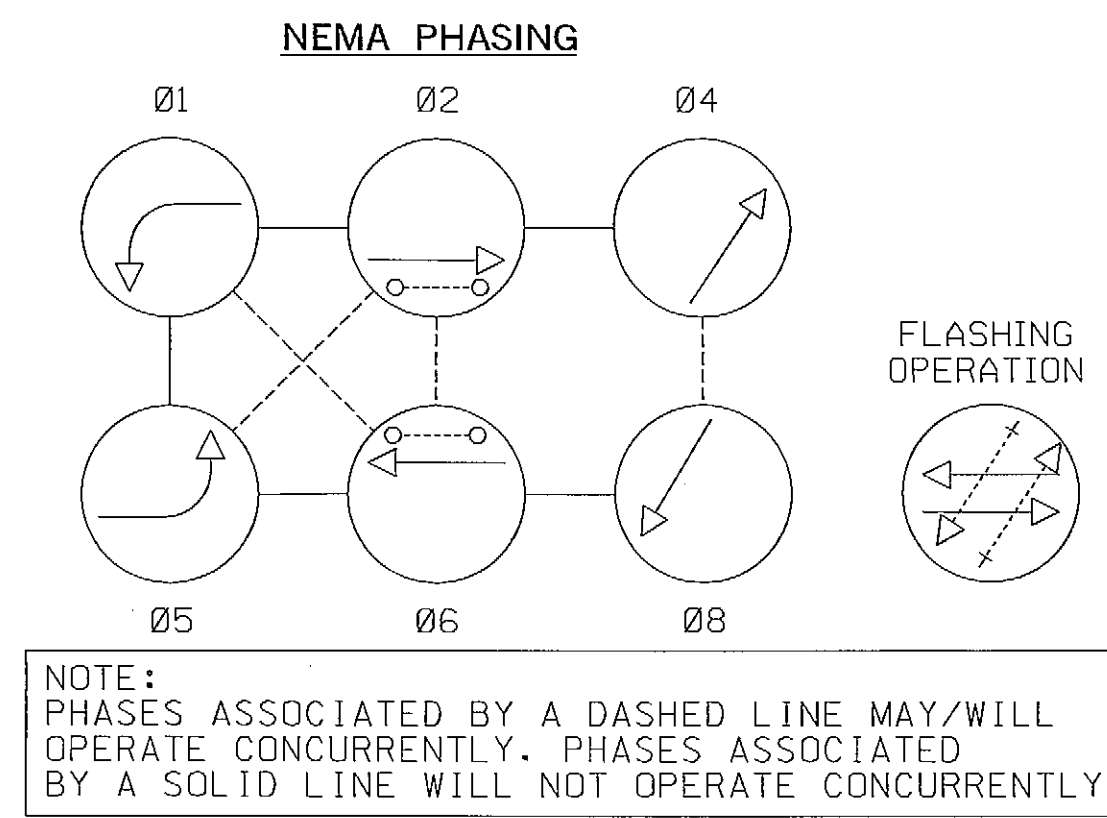 NEMA PHASING
Ø1 Ø2 Ø4
FLASHING
OPERATION
Ø5 Ø6 Ø8
NOTE:
PHASES ASSOCIATED BY A DASHED LINE MAY/WILL
OPERATE CONCURRENTLY. PHASES ASSOCIATED
BY A SOLID LINE WILL NOT OPERATE CONCURRENTLY